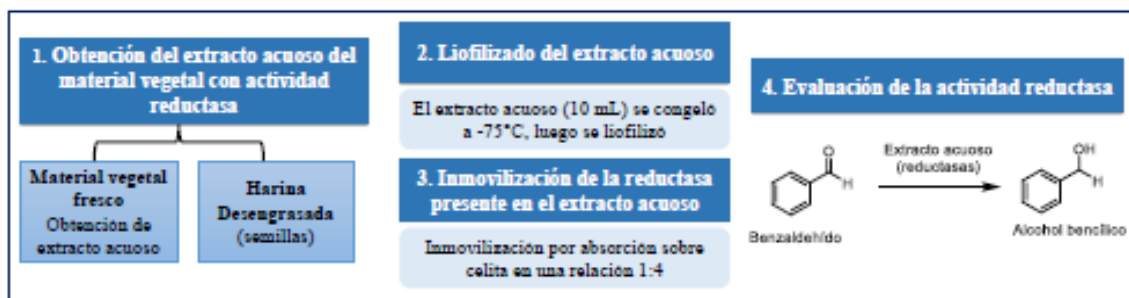 1. Obtención del extracto acuoso del
material vegetal con actividad
reductasa
Material vegetal
fresco
Obtención de
extracto acuoso
Harina
Desengrasada
(semillas)
2. Liofilizado del extracto acuoso
El extracto acuoso (10 mL) se congeló
a -75°C, luego se liofilizó
3. Inmovilización de la reductasa
presente en el extracto acuoso
Inmovilización por absorción sobre
celita en una relación 1:4
4. Evaluación de la actividad reductasa
O
H
Benzaldehído
Extracto acuoso
(reductasas)
OH
H
Alcohol bencílico